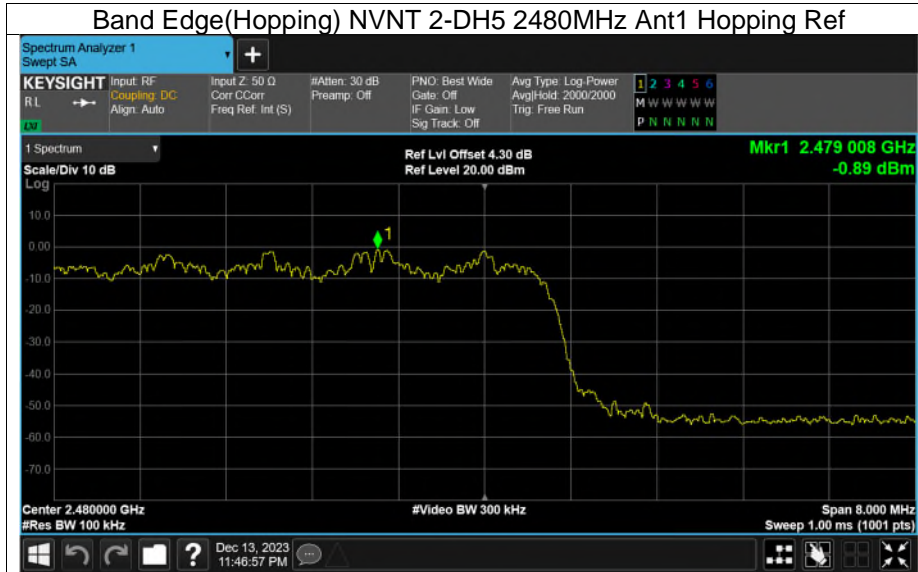 Band Edge(Hopping) NVNT 2-DH5 2480MHz Ant1 Hopping Ref
Spectrum Analyzer 1
Swept SA
KEYSIGHT
RL
LXI
Input: RF
Coupling: DC
Align: Auto
Input Z: 50 Ω
Corr CCorr
Freq Ref: Int (S)
#Atten: 30 dB
Preamp: Off
PNO: Best Wide
Gate: Off
IF Gain: Low
Sig Track: Off
Avg Type: Log-Power
Avg|Hold: 2000/2000
Trig: Free Run
1 2 3 4 5 6
M W W W W W
P N N N N N
1 Spectrum
Scale/Div 10 dB
Ref Lvl Offset 4.30 dB
Ref Level 20.00 dBm
Mkr1 2.479 008 GHz
-0.89 dBm
Log
10.0
0.00
-10.0
-20.0
-30.0
-40.0
-50.0
-60.0
-70.0
1
Center 2.480000 GHz
#Res BW 100 kHz
#Video BW 300 kHz
Span 8.000 MHz
Sweep 1.00 ms (1001 pts)
?
Dec 13, 2023
11:46:57 PM